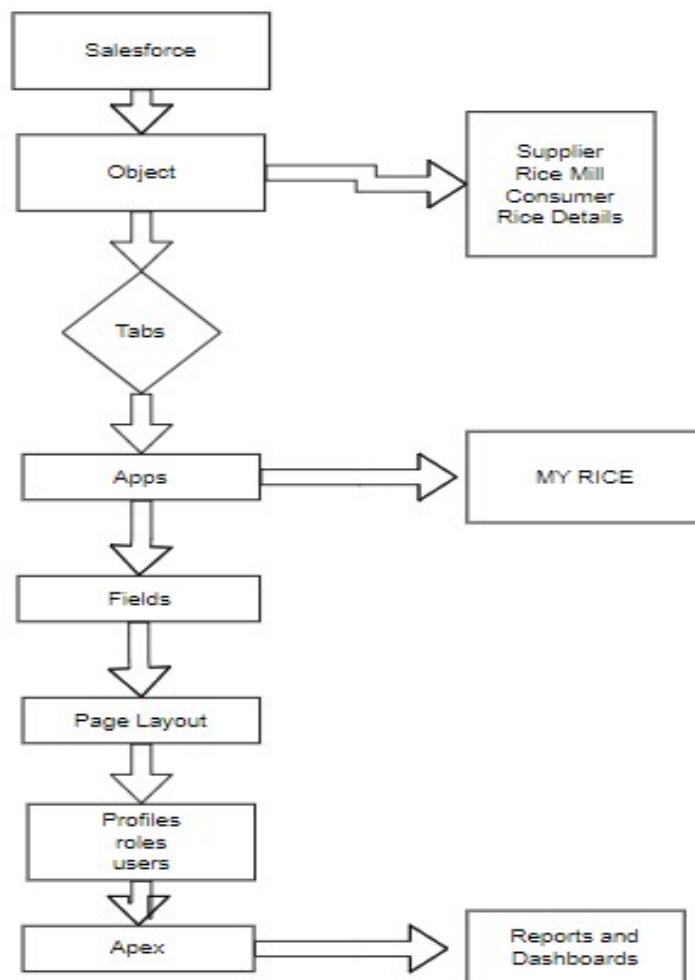 Salesforce
Object
Supplier
Rice Mill
Consumer
Rice Details
Tabs
Apps
MY RICE
Fields
Page Layout
Profiles
roles
users
Apex
Reports and
Dashboards